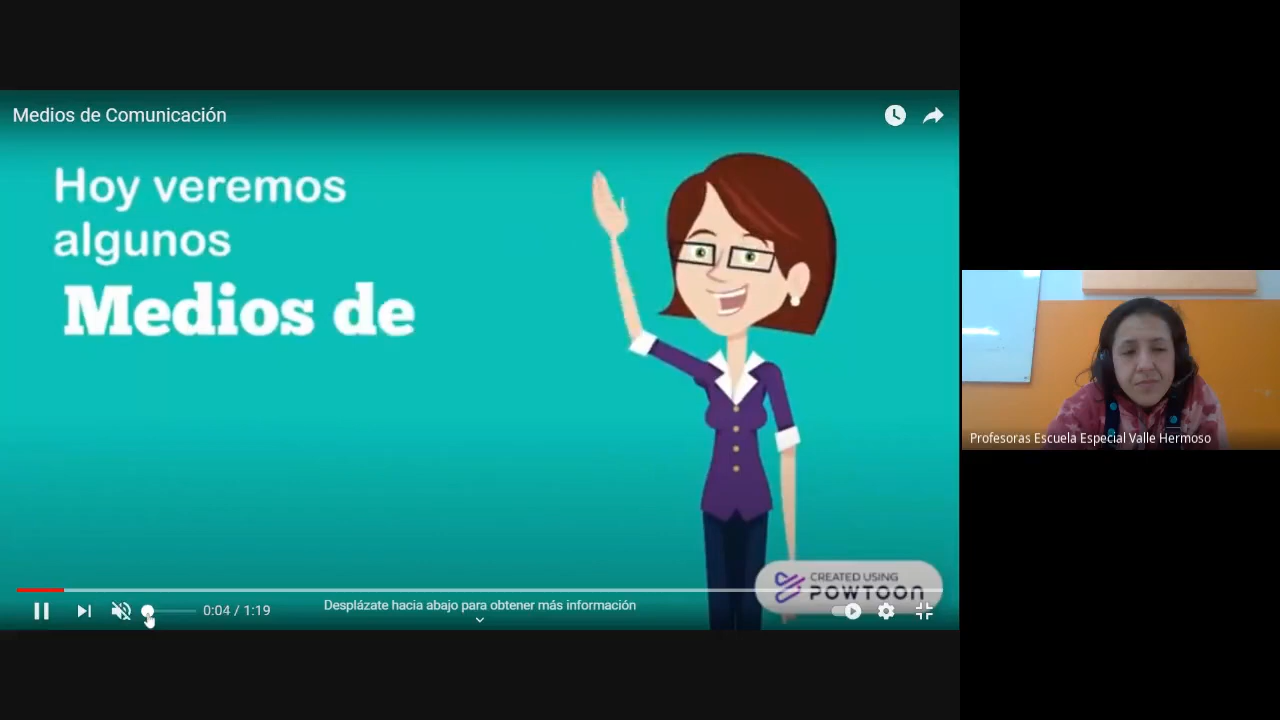 Medios de Comunicación
Hoy veremos
algunos
Medios de
CREATED USING
POWTOON
0:04 / 1:19
Desplázate hacia abajo para obtener más información
Profesoras Escuela Especial Valle Hermoso